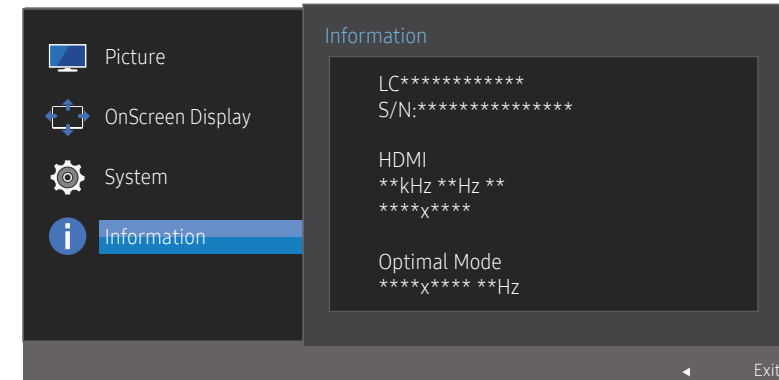 Picture
OnScreen Display
System
Information
Information
LC************
S/N:***************
HDMI
**kHz **Hz **
****x****
Optimal Mode
****x**** **Hz
Exit